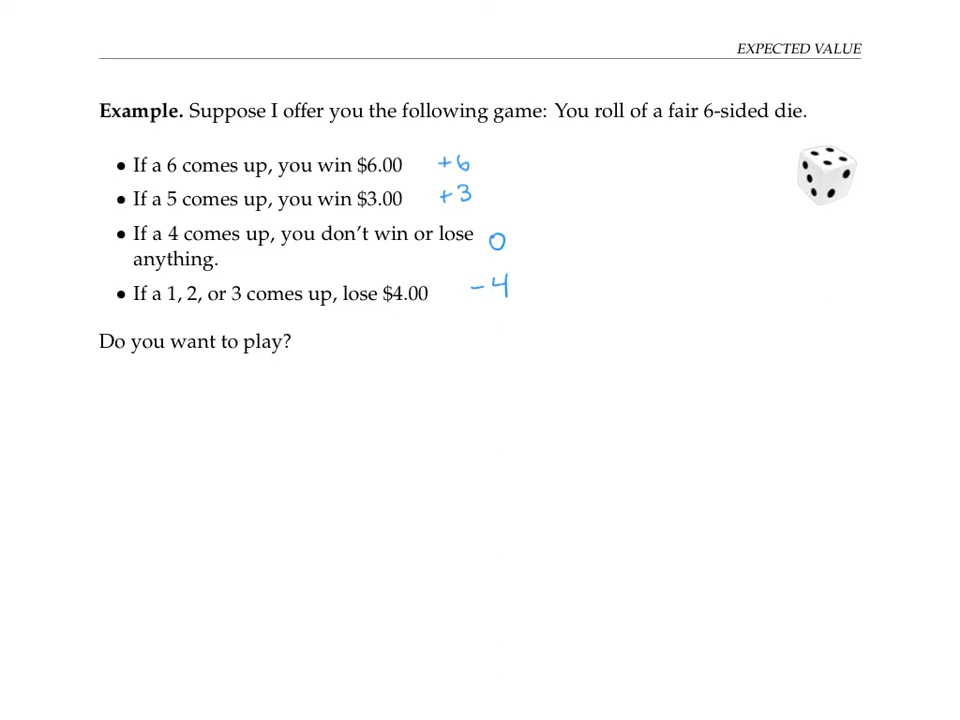 EXPECTED VALUE
Example. Suppose I offer you the following game: You roll of a fair 6-sided die.
• If a 6 comes up, you win $6.00 +6
• If a 5 comes up, you win $3.00 +3
• If a 4 comes up, you don't win or lose 0
anything.
• If a 1, 2, or 3 comes up, lose $4.00 -4
Do you want to play?